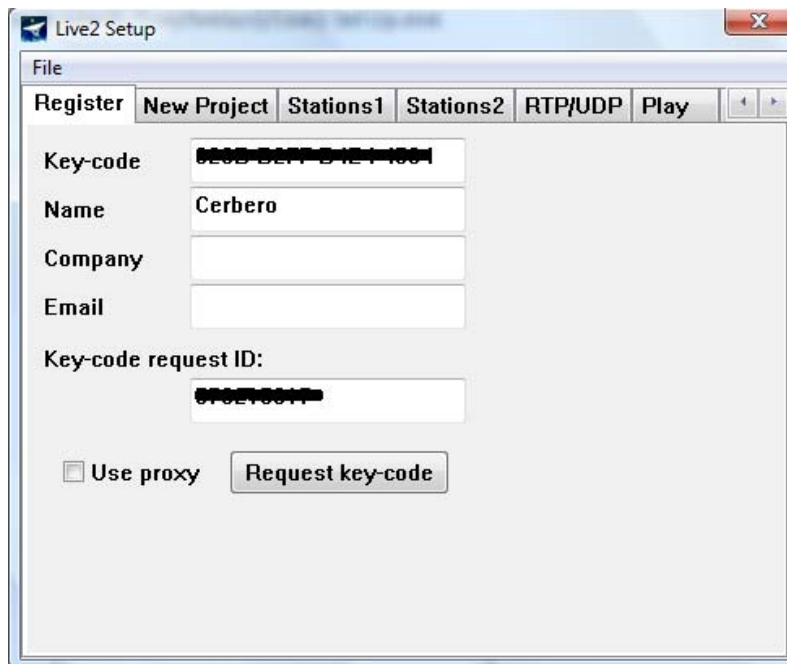 Live2 Setup
File
Register New Project Stations1 Stations2 RTP/UDP Play
Key-code
Name Cerbero
Company
Email
Key-code request ID:
Use proxy Request key-code